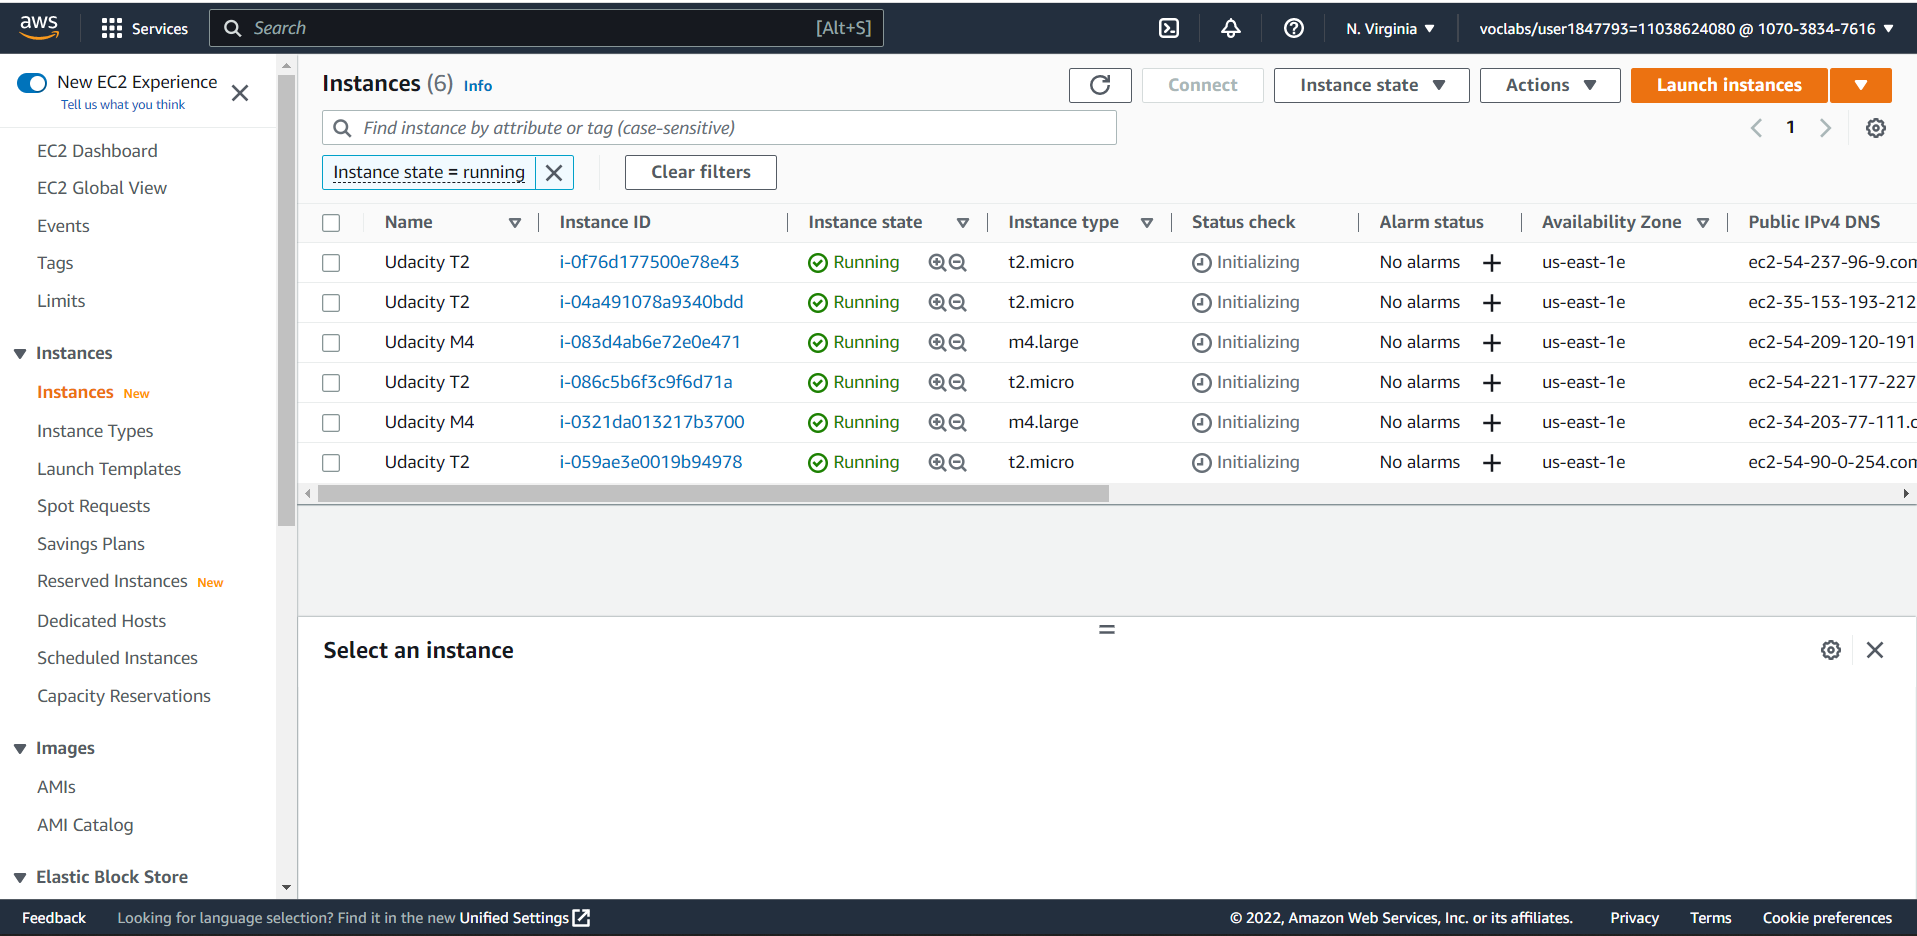 aws
Services
Search [Alt+S]
N. Virginia
voclabs/user1847793=11038624080 @ 1070-3834-7616
New EC2 Experience
Tell us what you think
EC2 Dashboard
EC2 Global View
Events
Tags
Limits
Instances
Instances New
Instance Types
Launch Templates
Spot Requests
Savings Plans
Reserved Instances New
Dedicated Hosts
Scheduled Instances
Capacity Reservations
Images
AMIs
AMI Catalog
Elastic Block Store
Instances (6) Info
Connect
Instance state
Actions
Launch instances
Find instance by attribute or tag (case-sensitive)
1
Instance state = running
Clear filters
Name Instance ID Instance state Instance type Status check Alarm status Availability Zone Public IPv4 DNS
Udacity T2 i-0f76d177500e78e43 Running t2.micro Initializing No alarms + us-east-1e ec2-54-237-96-9.com
Udacity T2 i-04a491078a9340bdd Running t2.micro Initializing No alarms + us-east-1e ec2-35-153-193-212
Udacity M4 i-083d4ab6e72e0e471 Running m4.large Initializing No alarms + us-east-1e ec2-54-209-120-191
Udacity T2 i-086c5b6f3c9f6d71a Running t2.micro Initializing No alarms + us-east-1e ec2-54-221-177-227
Udacity M4 i-0321da013217b3700 Running m4.large Initializing No alarms + us-east-1e ec2-34-203-77-111.c
Udacity T2 i-059ae3e0019b94978 Running t2.micro Initializing No alarms + us-east-1e ec2-54-90-0-254.com
Select an instance
Feedback
Looking for language selection? Find it in the new Unified Settings
© 2022, Amazon Web Services, Inc. or its affiliates.
Privacy
Terms
Cookie preferences